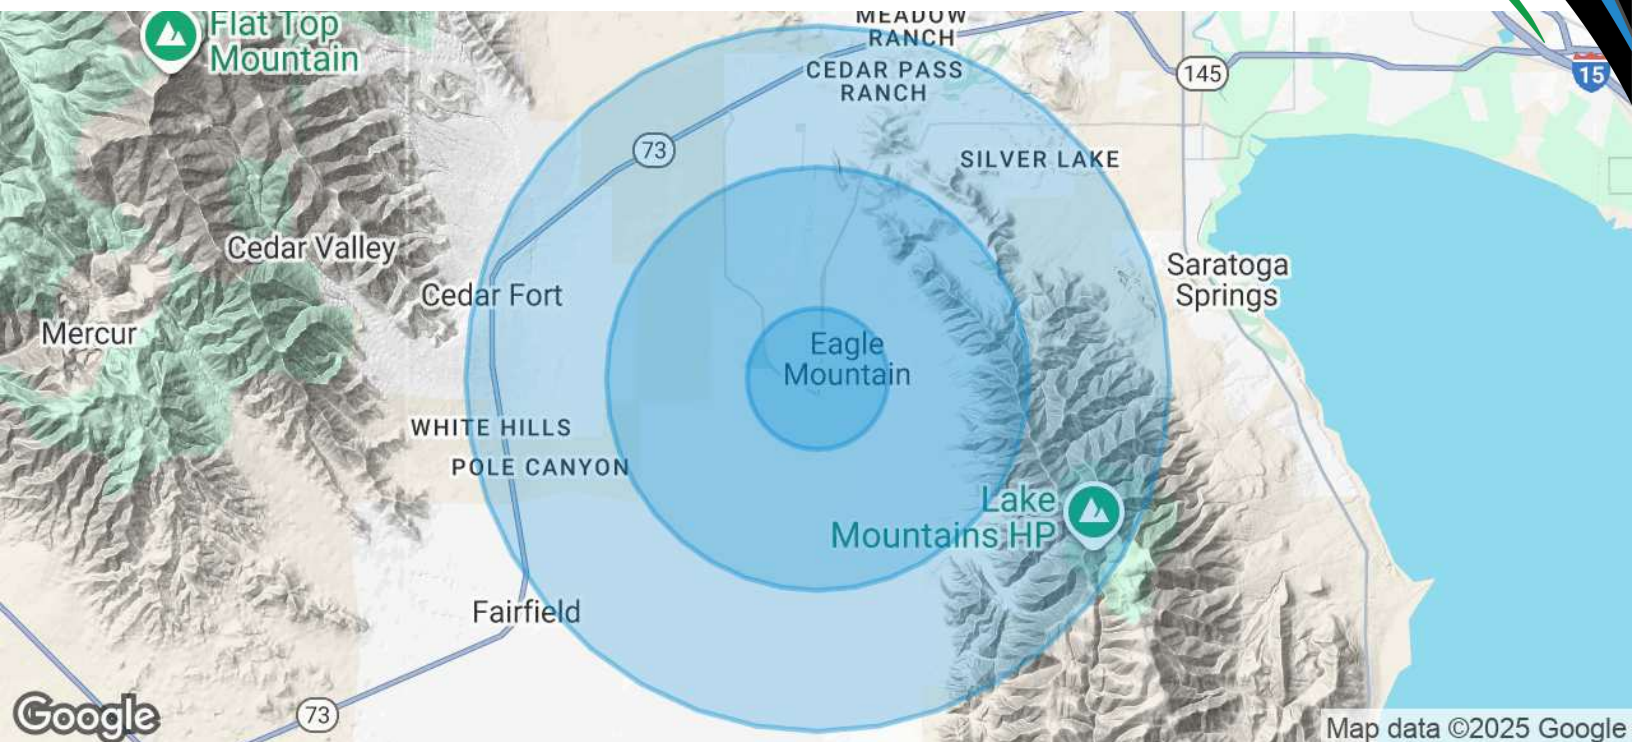 Flat Top
Mountain
MEADOW
RANCH
CEDAR PASS
RANCH
145
15
73
SILVER LAKE
Cedar Valley
Saratoga
Springs
Cedar Fort
Mercur
Eagle
Mountain
WHITE HILLS
POLE CANYON
Lake
Mountains HP
Fairfield
73
Google
Map data ©2025 Google